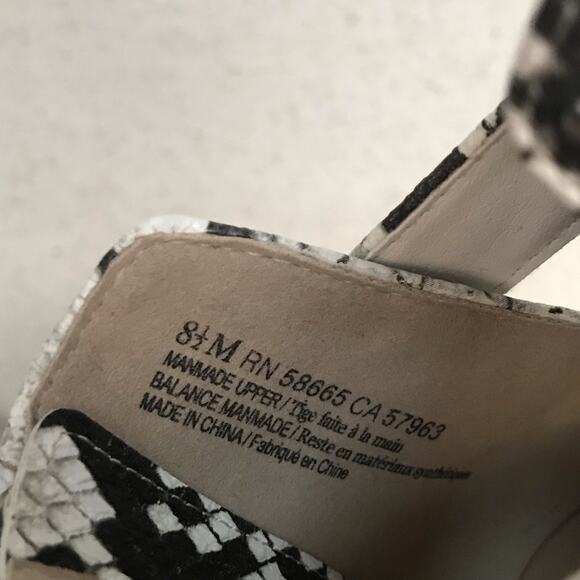 8½ M RN 58665 CA 57963
MANMADE UPPER / Tige faite à la main
BALANCE MANMADE / Reste en matériaux synthétiques
MADE IN CHINA / Fabriqué en Chine